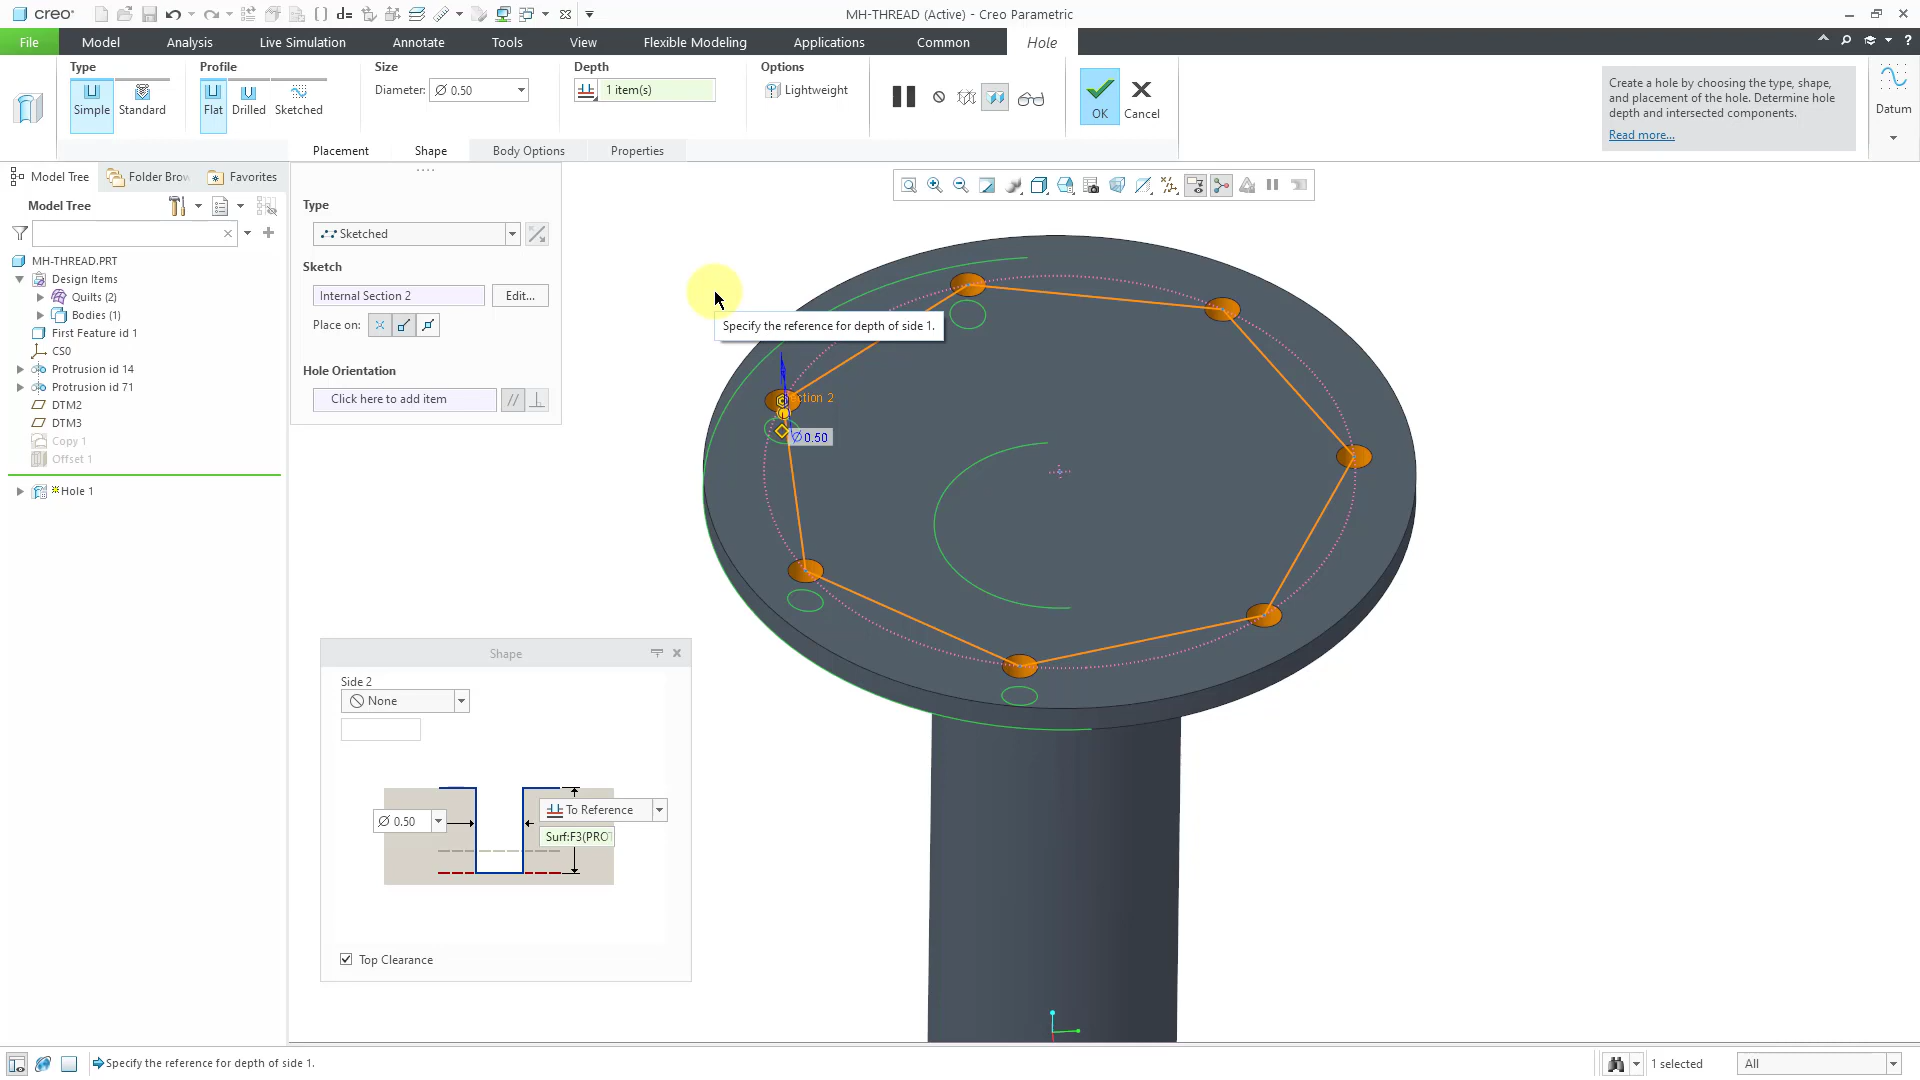 creo
MH-THREAD (Active) - Creo Parametric
File
Model
Analysis
Live Simulation
Annotate
Tools
View
Flexible Modeling
Applications
Common
Hole
Type
Simple
Standard
Profile
Flat
Drilled
Sketched
Size
Diameter:
Ø 0.50
Depth
1 item(s)
Options
Lightweight
OK
Cancel
Create a hole by choosing the type, shape,
and placement of the hole. Determine hole
depth and intersected components.
Read more...
Datum
Placement
Shape
Body Options
Properties
Model Tree
Folder Brow
Favorites
Model Tree
MH-THREAD.PRT
Design Items
Quilts (2)
Bodies (1)
First Feature id 1
CS0
Protrusion id 14
Protrusion id 71
DTM2
DTM3
Copy 1
Offset 1
Hole 1
Type
Sketched
Sketch
Internal Section 2
Edit...
Place on:
Hole Orientation
Click here to add item
Specify the reference for depth of side 1.
ction 2
Ø0.50
Shape
Side 2
None
Ø 0.50
To Reference
Surf:F3(PRO
Top Clearance
Specify the reference for depth of side 1.
1 selected
All